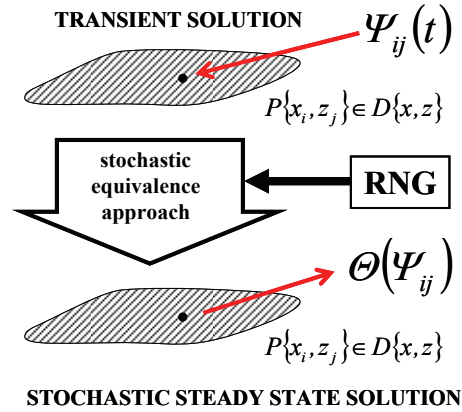 TRANSIENT SOLUTION
Ψij(t)
P{xi, zj} ∈ D{x, z}
stochastic
equivalence
approach
RNG
Θ(Ψij)
P{xi, zj} ∈ D{x, z}
STOCHASTIC STEADY STATE SOLUTION